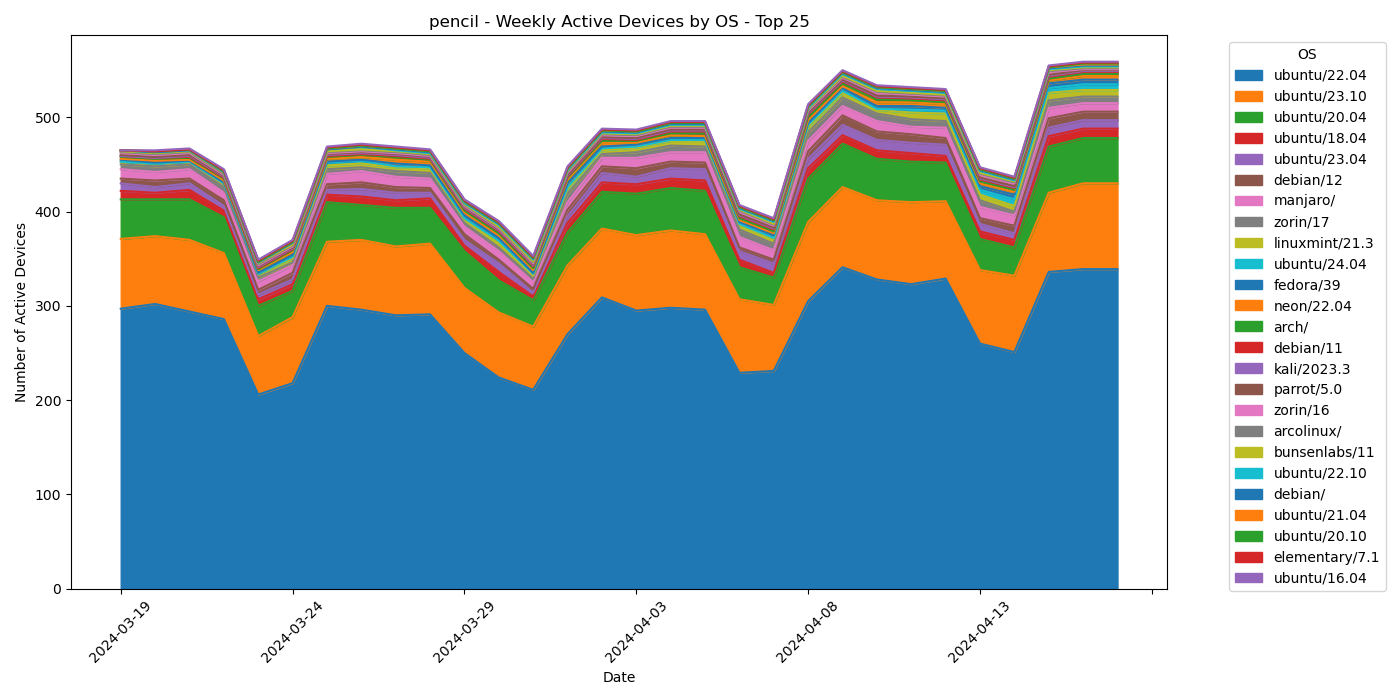 pencil - Weekly Active Devices by OS - Top 25
Number of Active Devices
500
400
300
200
100
0
2024-03-19
2024-03-24
2024-03-29
2024-04-03
2024-04-08
2024-04-13
Date
OS
ubuntu/22.04
ubuntu/23.10
ubuntu/20.04
ubuntu/18.04
ubuntu/23.04
debian/12
manjaro/
zorin/17
linuxmint/21.3
ubuntu/24.04
fedora/39
neon/22.04
arch/
debian/11
kali/2023.3
parrot/5.0
zorin/16
arcolinux/
bunsenlabs/11
ubuntu/22.10
debian/
ubuntu/21.04
ubuntu/20.10
elementary/7.1
ubuntu/16.04